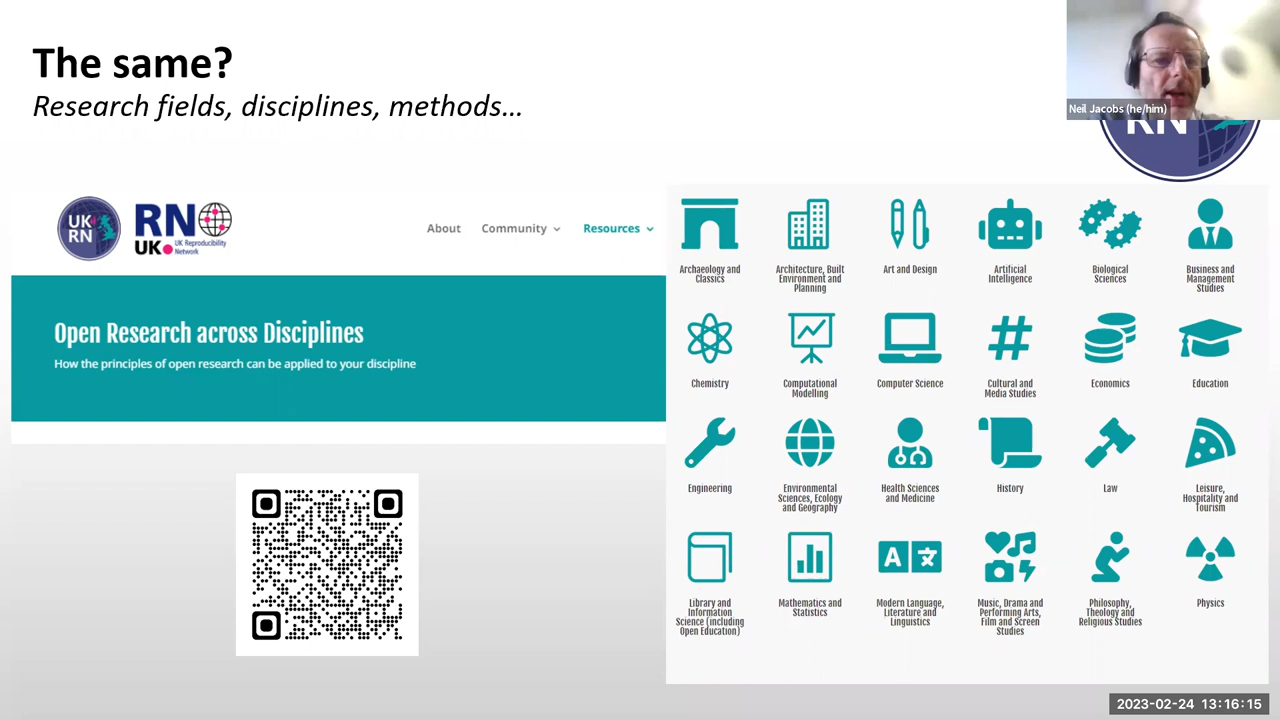 The same?
Research fields, disciplines, methods…
Neil Jacobs (he/him)
RN
UK
RN
RN
UK
UK Reproducibility
Network
About
Community
Resources
Open Research across Disciplines
How the principles of open research can be applied to your discipline
Archaeology and
Classics
Architecture, Built
Environment and
Planning
Art and Design
Artificial
Intelligence
Biological
Sciences
Business and
Management
Studies
Chemistry
Computational
Modelling
Computer Science
Cultural and
Media Studies
Economics
Education
Engineering
Environmental
Sciences, Ecology
and Geography
Health Sciences
and Medicine
History
Law
Leisure,
Hospitality and
Tourism
Library and
Information
Science (including
Open Education)
Mathematics and
Statistics
A 文
Modern Language,
Literature and
Linguistics
Music, Drama and
Performing Arts,
Film and Screen
Studies
Philosophy,
Theology and
Religious Studies
Physics
2023-02-24 13:16:15